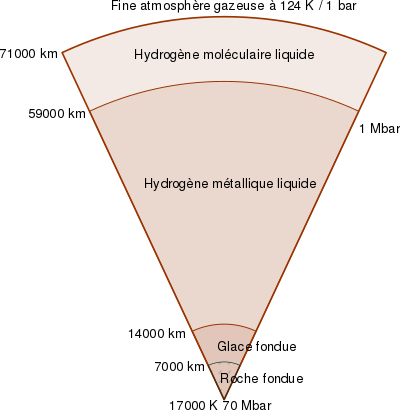 Fine atmosphère gazeuse à 124 K / 1 bar
71000 km
Hydrogène moléculaire liquide
59000 km
1 Mbar
Hydrogène métallique liquide
14000 km
Glace fondue
7000 km
Roche fondue
17000 K 70 Mbar